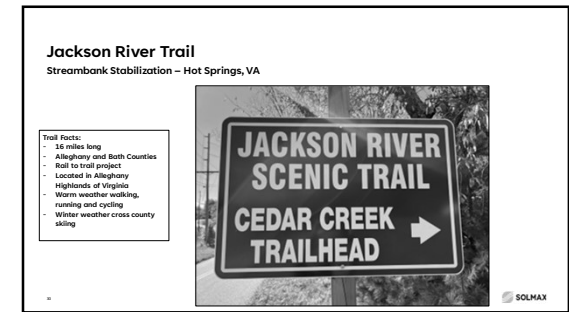 Jackson River Trail
Streambank Stabilization – Hot Springs, VA
Trail Facts:
- 16 miles long
- Alleghany and Bath Counties
- Rail to trail project
- Located in Alleghany
Highlands of Virginia
- Warm weather walking,
running and cycling
- Winter weather cross county
skiing
JACKSON RIVER
SCENIC TRAIL
CEDAR CREEK
TRAILHEAD
SOLMAX